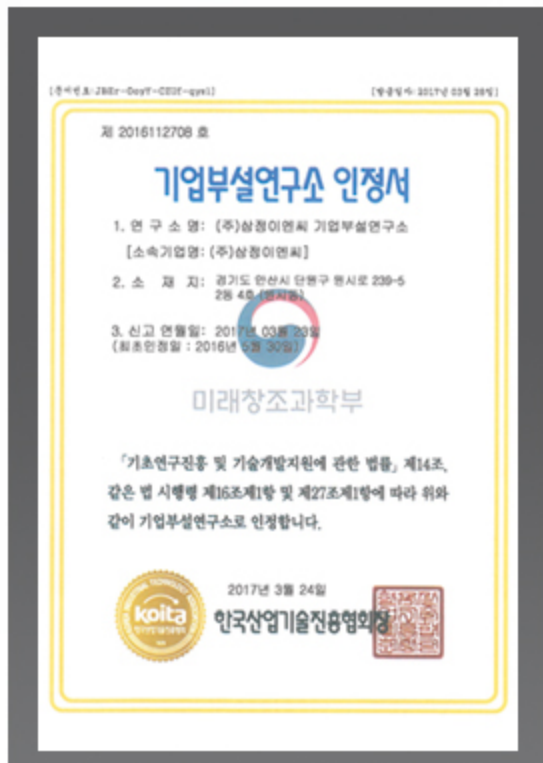 제 2016112708 호
기업부설연구소 인정서
1. 연 구 소 명: (주)삼정이엔씨 기업부설연구소
[소속기업명: (주)삼정이엔씨]
2. 소 재 지: 경기도 안산시 단원구 원시로 239-5
2동 4호 (원시동)
3. 신고 연월일: 2017년 03월 23일
(최초인정일 : 2016년 5월 30일)
미래창조과학부
「기초연구진흥 및 기술개발지원에 관한 법률」 제14조,
같은 법 시행령 제16조제1항 및 제27조제1항에 따라 위와
같이 기업부설연구소로 인정합니다.
2017년 3월 24일
koita
한국산업기술진흥협회장